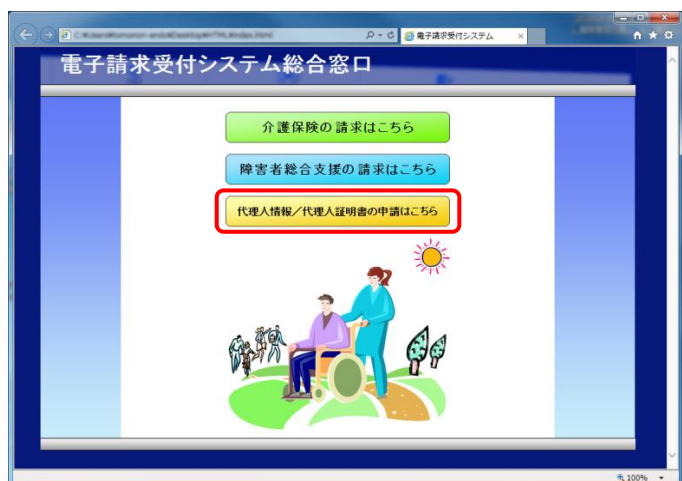 電子請求受付システム
電子請求受付システム総合窓口
介護保険の請求はこちら
障害者総合支援の請求はこちら
代理人情報／代理人証明書の申請はこちら
100%